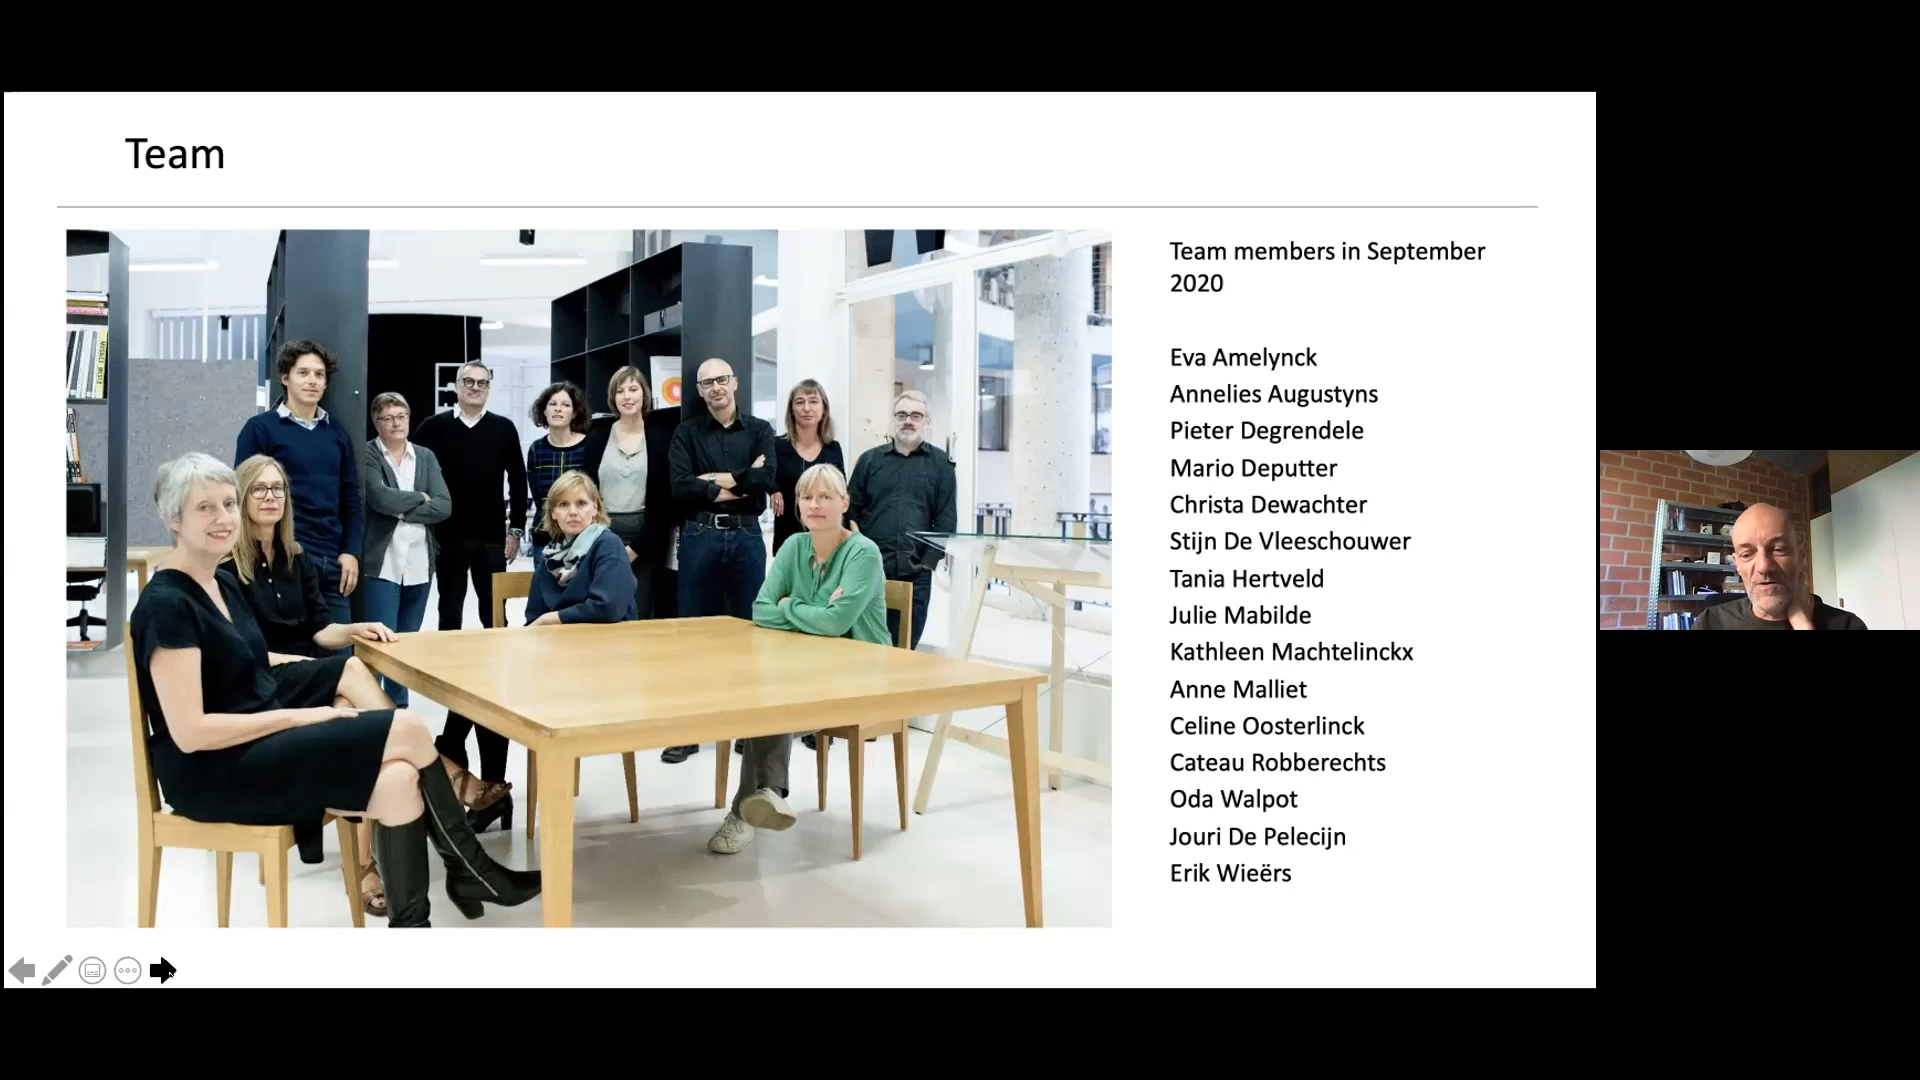 Team
Team members in September
2020
Eva Amelynck
Annelies Augustyns
Pieter Degrendele
Mario Deputter
Christa Dewachter
Stijn De Vleeschouwer
Tania Hertveld
Julie Mabilde
Kathleen Machtelinckx
Anne Malliet
Celine Oosterlinck
Cateau Robberechts
Oda Walpot
Jouri De Pelecijn
Erik Wieërs